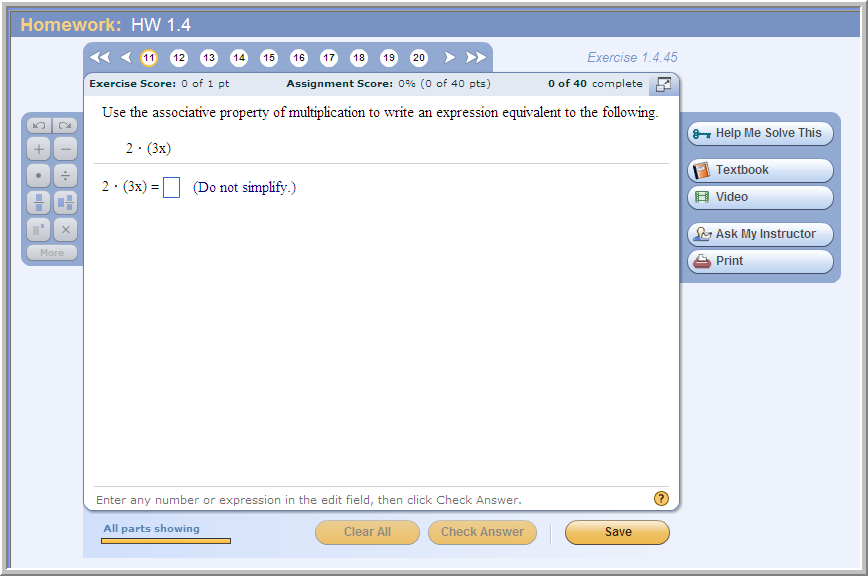 Homework: HW 1.4
11 12 13 14 15 16 17 18 19 20
Exercise 1.4.45
Exercise Score: 0 of 1 pt Assignment Score: 0% (0 of 40 pts) 0 of 40 complete
Use the associative property of multiplication to write an expression equivalent to the following.
2 · (3x)
2 · (3x) = (Do not simplify.)
More
Help Me Solve This
Textbook
Video
Ask My Instructor
Print
Enter any number or expression in the edit field, then click Check Answer.
?
All parts showing
Clear All Check Answer Save